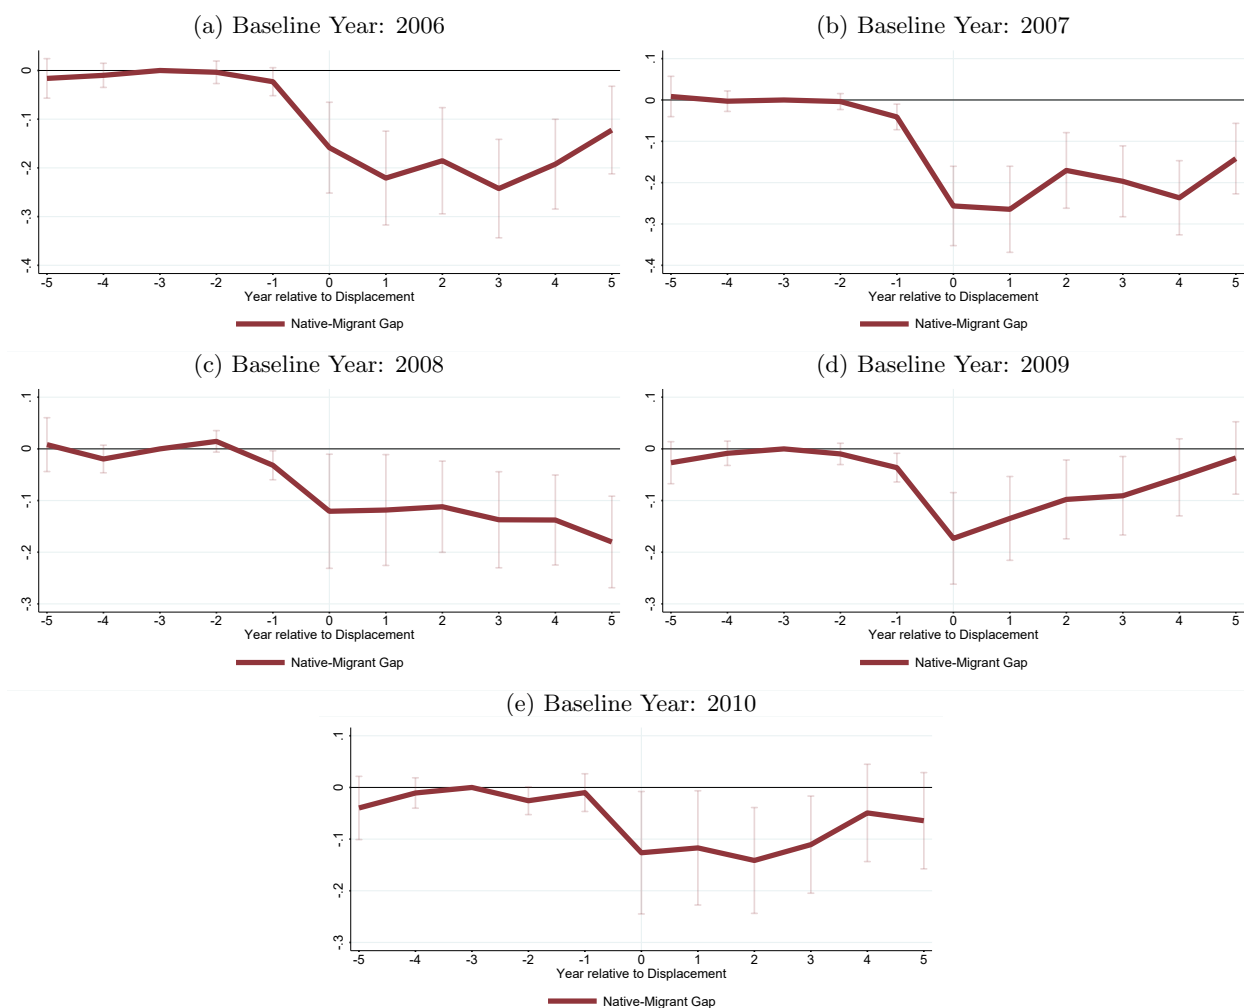 (a) Baseline Year: 2006
0
-.1
-.2
-.3
-.4
-5 -4 -3 -2 -1 0 1 2 3 4 5
Year relative to Displacement
Native-Migrant Gap
(b) Baseline Year: 2007
.1
0
-.1
-.2
-.3
-.4
-5 -4 -3 -2 -1 0 1 2 3 4 5
Year relative to Displacement
Native-Migrant Gap
(c) Baseline Year: 2008
.1
0
-.1
-.2
-.3
-5 -4 -3 -2 -1 0 1 2 3 4 5
Year relative to Displacement
Native-Migrant Gap
(d) Baseline Year: 2009
.1
0
-.1
-.2
-.3
-5 -4 -3 -2 -1 0 1 2 3 4 5
Year relative to Displacement
Native-Migrant Gap
(e) Baseline Year: 2010
.1
0
-.1
-.2
-.3
-5 -4 -3 -2 -1 0 1 2 3 4 5
Year relative to Displacement
Native-Migrant Gap